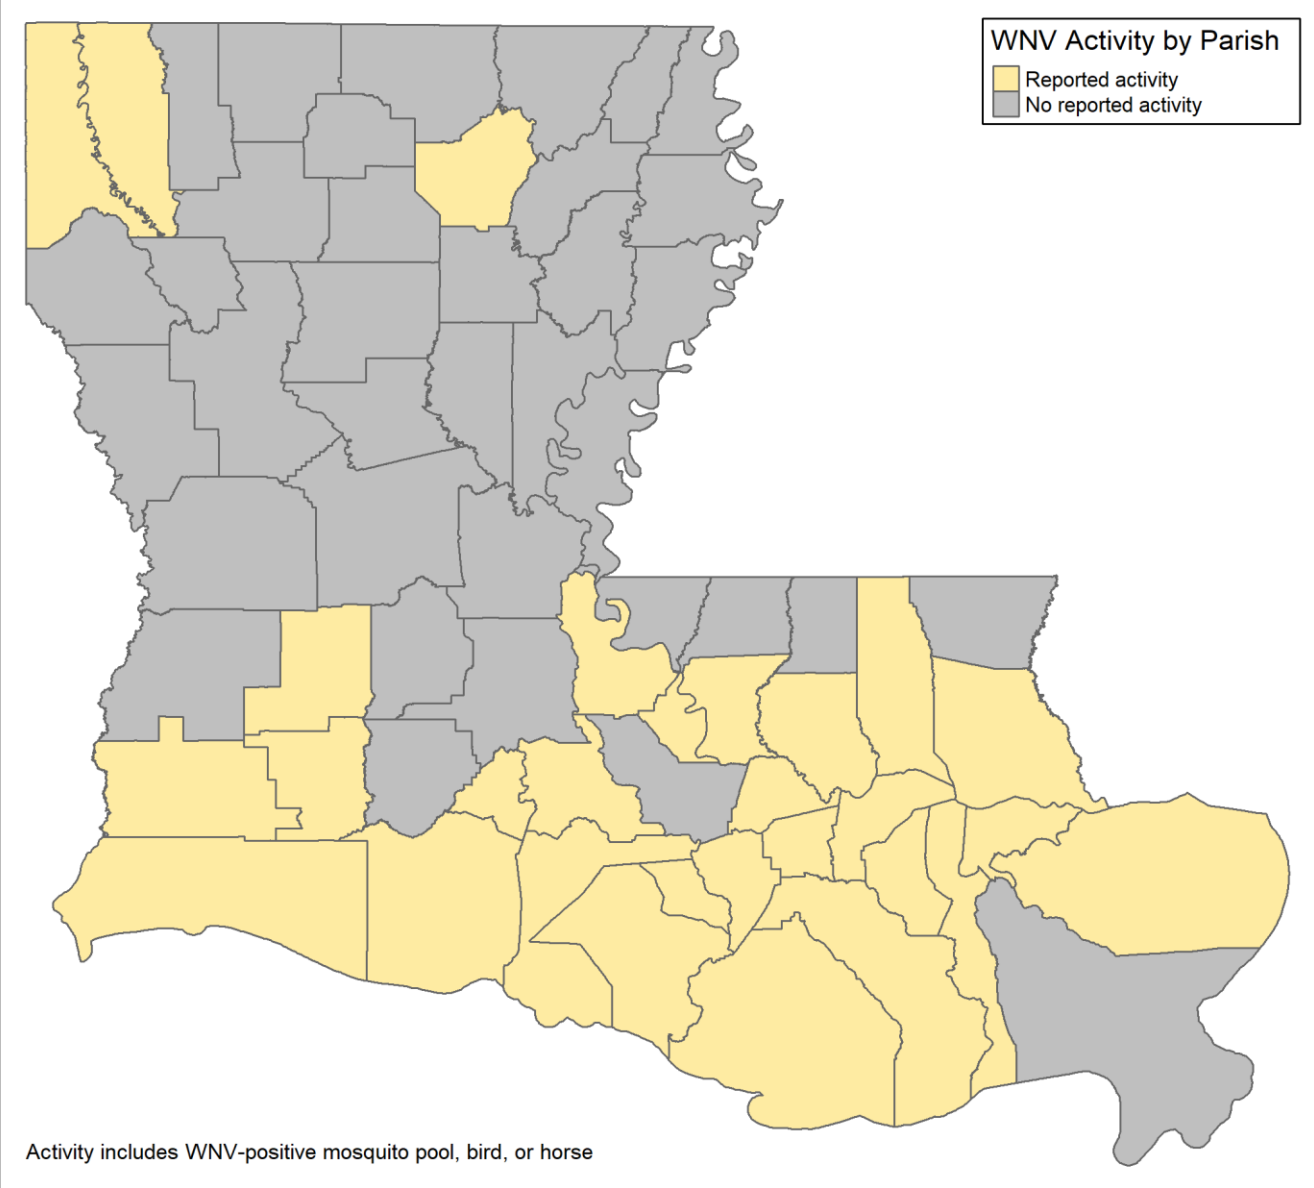 WNV Activity by Parish
Reported activity
No reported activity
Activity includes WNV-positive mosquito pool, bird, or horse